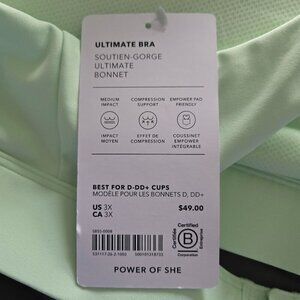 ULTIMATE BRA
SOUTIEN-GORGE
ULTIMATE
BONNET
MEDIUM
IMPACT
COMPRESSION
SUPPORT
EMPOWER PAD
FRIENDLY
IMPACT
MOYEN
EFFET DE
COMPRESSION
COUSSINET
EMPOWER
INTÉGRABLE
BEST FOR D-DD+ CUPS
MODÈLE POUR LES BONNETS D, DD+
US 3X
CA 3X
$49.00
Certified
B
Corporation
POWER OF SHE